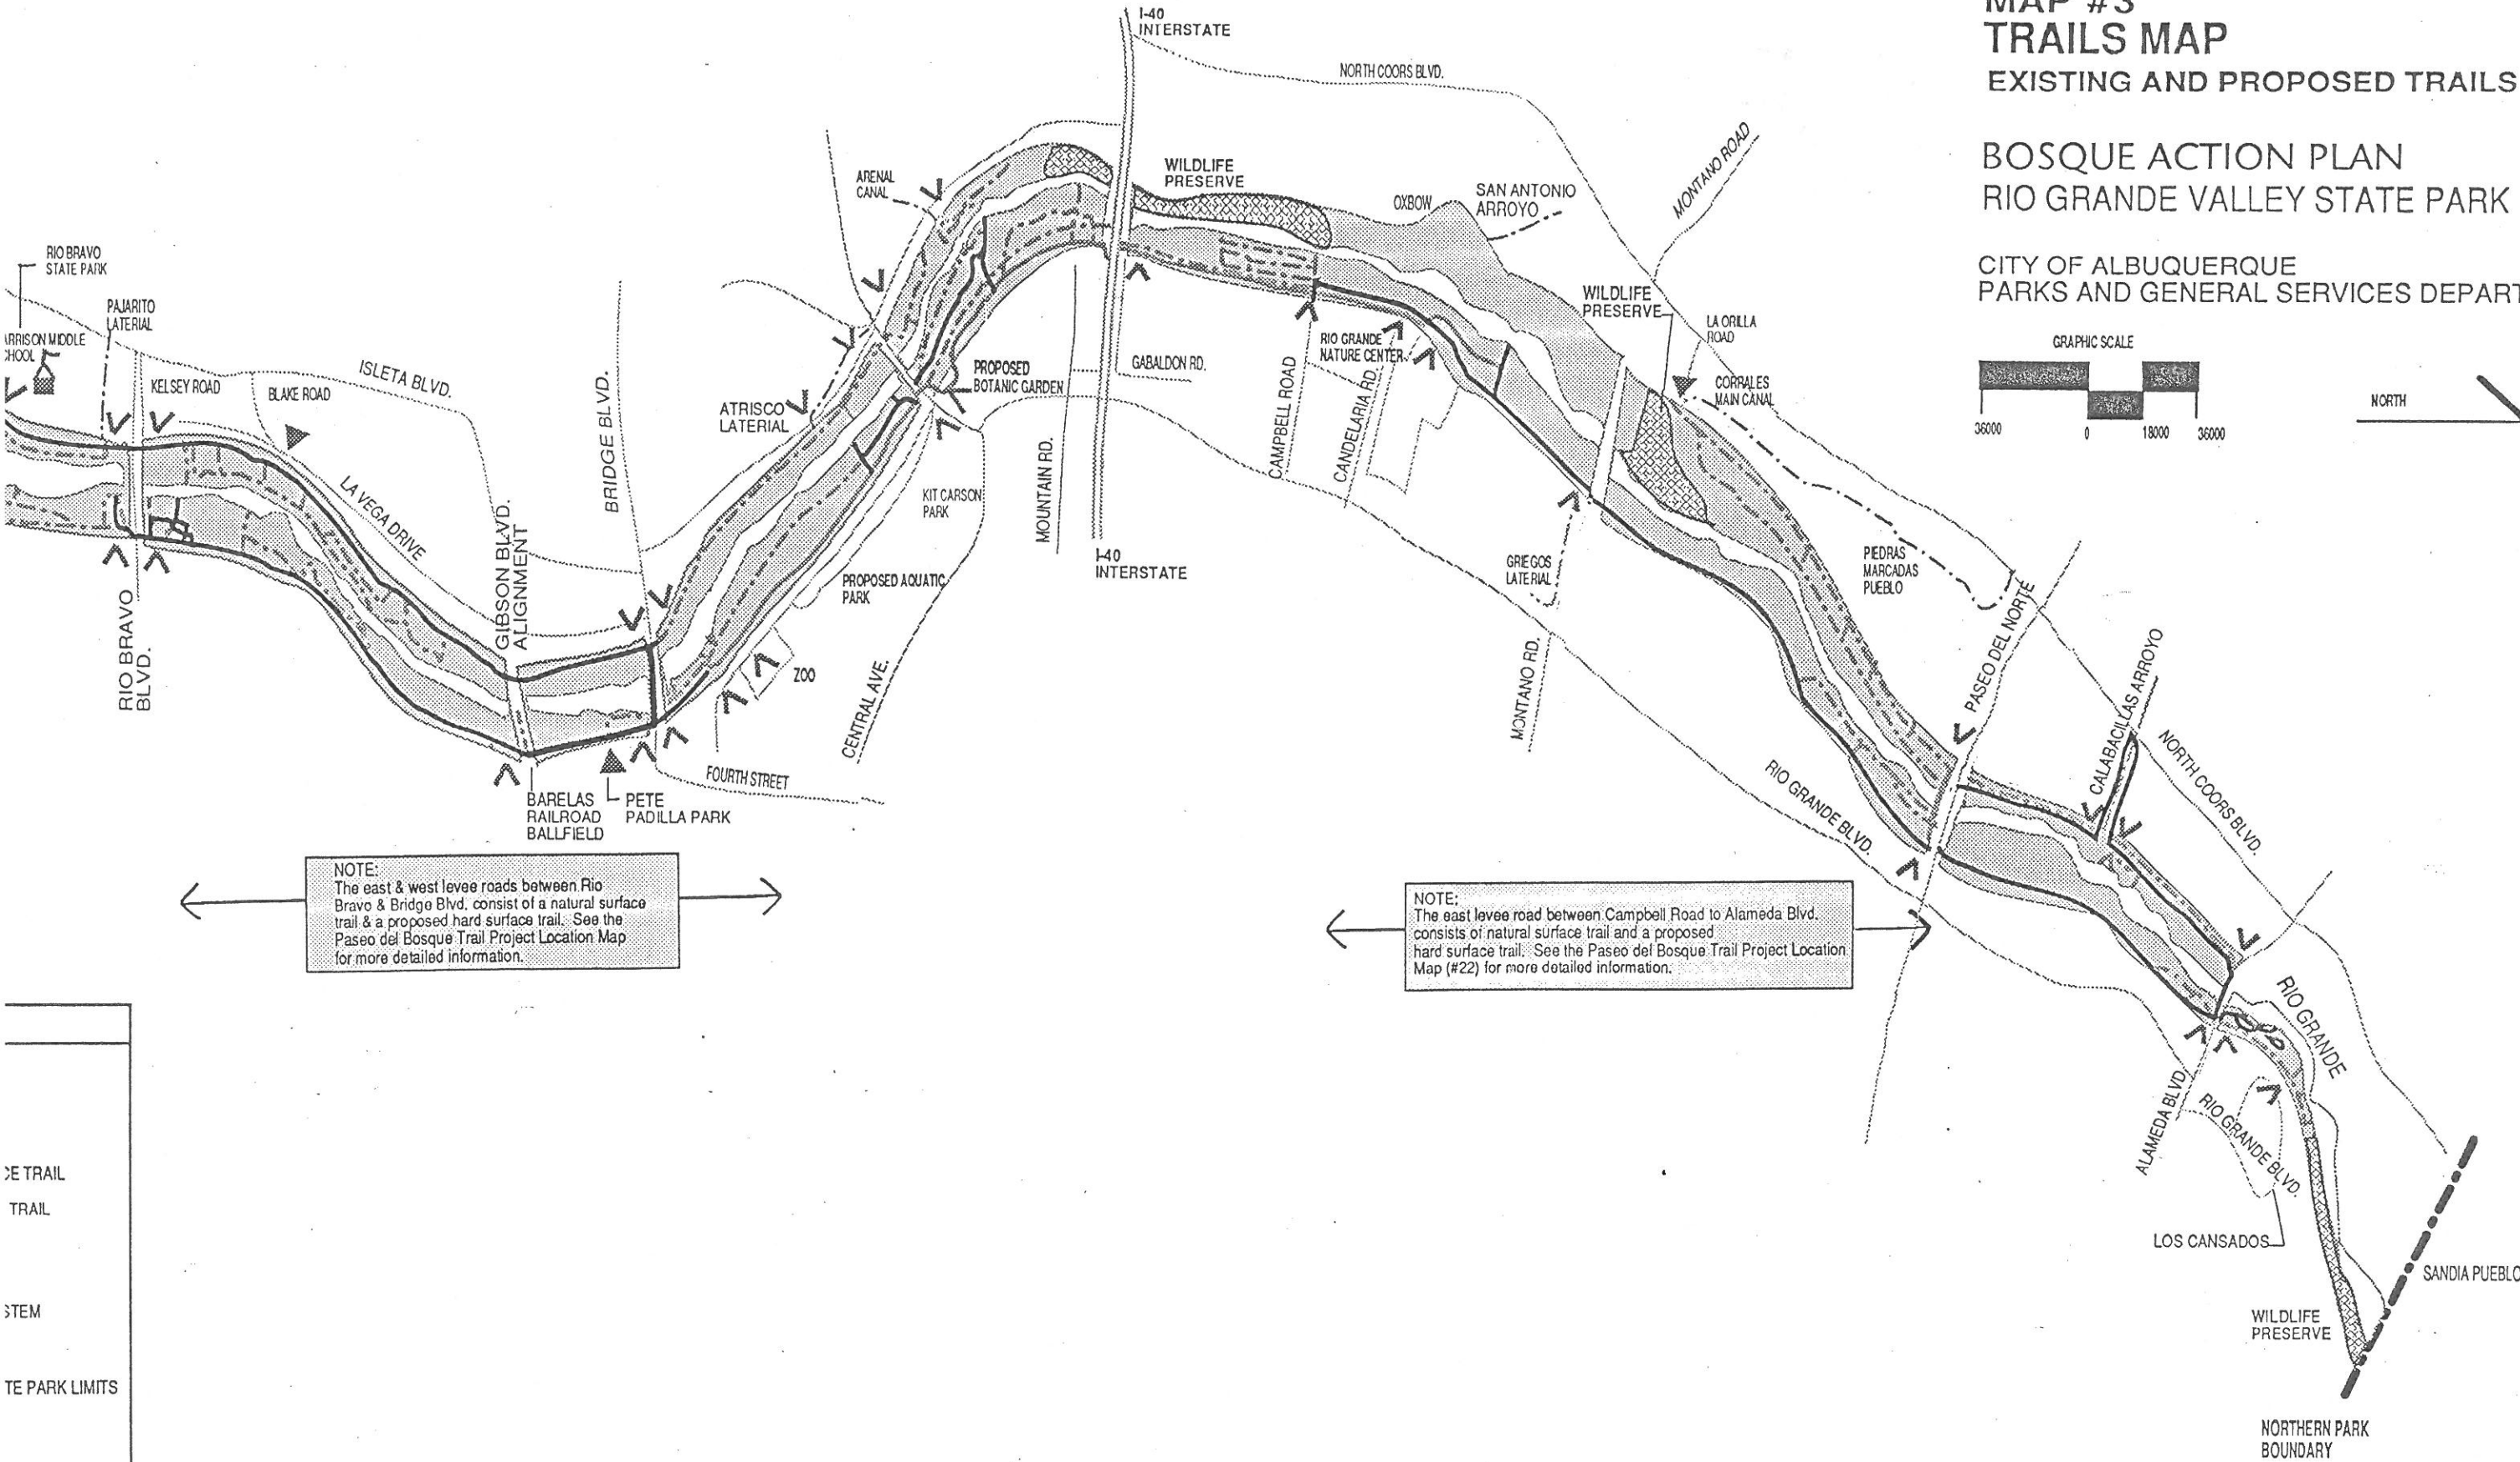 MAP #3
TRAILS MAP
EXISTING AND PROPOSED TRAILS
BOSQUE ACTION PLAN
RIO GRANDE VALLEY STATE PARK
CITY OF ALBUQUERQUE
PARKS AND GENERAL SERVICES DEPART
GRAPHIC SCALE
36000
0
18000
36000
NORTH
I-40
INTERSTATE
NORTH COORS BLVD.
MONTANO ROAD
WILDLIFE
PRESERVE
OXBOW
SAN ANTONIO
ARROYO
ARENAL
CANAL
RIO BRAVO
STATE PARK
PAJARITO
LATERIAL
ARRISON MIDDLE
CHOOL
KELSEY ROAD
BLAKE ROAD
ISLETA BLVD.
BRIDGE BLVD.
ATRISCO
LATERIAL
PROPOSED
BOTANIC GARDEN
GABALDON RD.
RIO GRANDE
NATURE CENTER
WILDLIFE
PRESERVE
LA ORILLA
ROAD
CORRALES
MAIN CANAL
CAMPBELL ROAD
CANDELARIA RD.
MOUNTAIN RD.
KIT CARSON
PARK
LA VEGA DRIVE
GIBSON BLVD.
ALIGNMENT
I-40
INTERSTATE
PROPOSED AQUATIC
PARK
GRIEGOS
LATERIAL
PIEDRAS
MARCADAS
PUEBLO
RIO BRAVO
BLVD.
ZOO
CENTRAL AVE.
MONTANO RD.
PASEO DEL NORTE
CALABACILLAS ARROYO
NORTH COORS BLVD.
FOURTH STREET
RIO GRANDE BLVD.
BARELAS
RAILROAD
BALLFIELD
PETE
PADILLA PARK
NOTE:
The east & west levee roads between Rio
Bravo & Bridge Blvd. consist of a natural surface
trail & a proposed hard surface trail. See the
Paseo del Bosque Trail Project Location Map
for more detailed information.
NOTE:
The east levee road between Campbell Road to Alameda Blvd.
consists of natural surface trail and a proposed
hard surface trail. See the Paseo del Bosque Trail Project Location
Map (#22) for more detailed information.
RIO GRANDE
ALAMEDA BLVD.
RIO GRANDE BLVD.
LOS CANSADOS
SANDIA PUEBLO
WILDLIFE
PRESERVE
NORTHERN PARK
BOUNDARY
CE TRAIL
TRAIL
STEM
TE PARK LIMITS